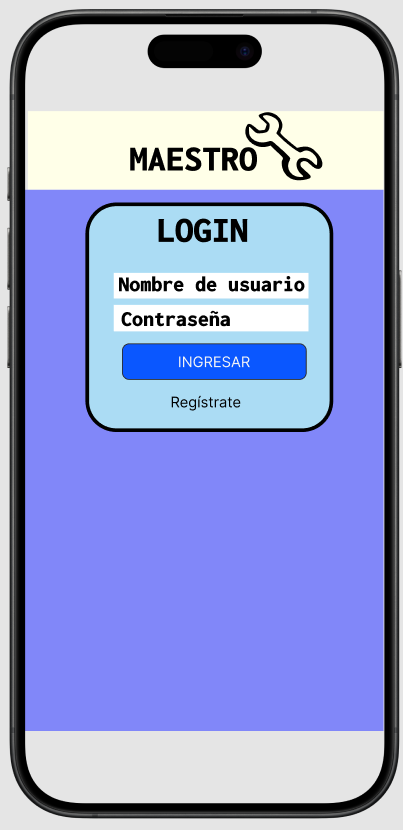 MAESTRO
LOGIN
Nombre de usuario
Contraseña
INGRESAR
Regístrate